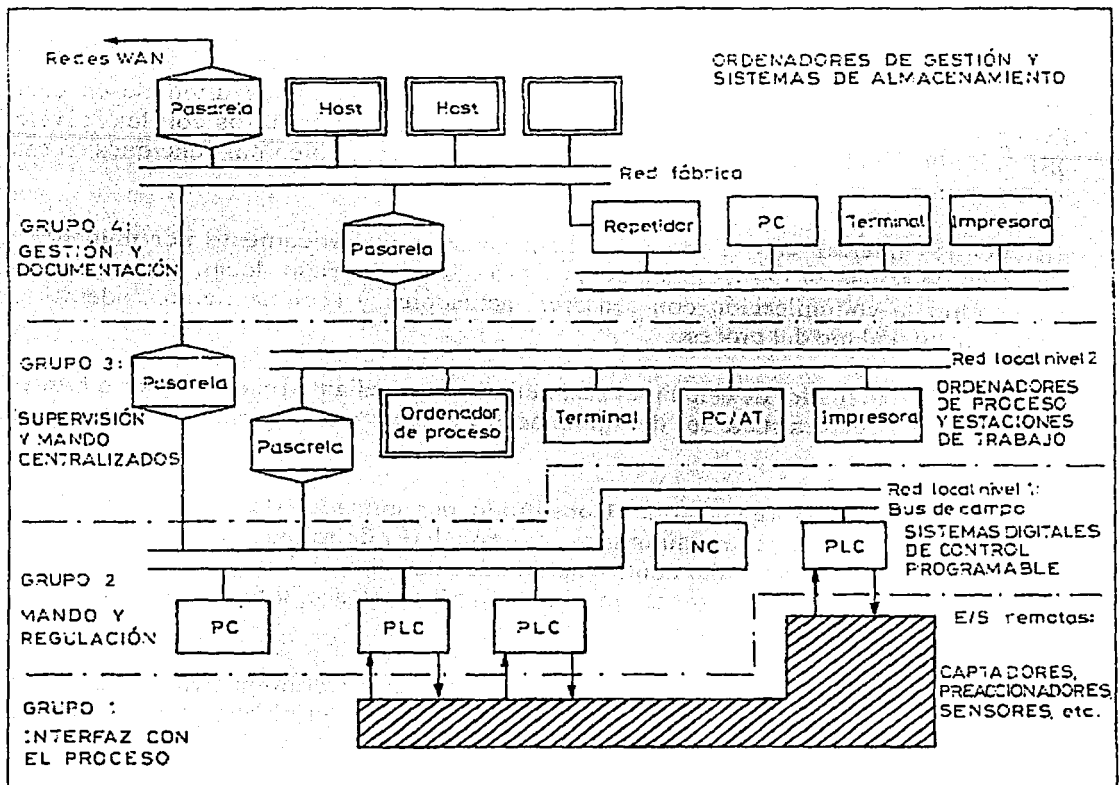 Redes WAN
ORDENADORES DE GESTIÓN Y
SISTEMAS DE ALMACENAMIENTO
Pasarela
Host
Host
Red fábrica
GRUPO 4:
GESTIÓN Y
DOCUMENTACIÓN
Pasarela
Repetidor
PC
Terminal
Impresora
GRUPO 3:
SUPERVISIÓN
Y MANDO
CENTRALIZADOS
Pasarela
Pasarela
Red local nivel 2
Ordenador
de proceso
Terminal
PC/AT
Impresora
ORDENADORES
DE PROCESO
Y ESTACIONES
DE TRABAJO
Red local nivel 1:
Bus de campo
NC
PLC
SISTEMAS DIGITALES
DE CONTROL
PROGRAMABLE
GRUPO 2
MANDO Y
REGULACIÓN
PC
PLC
PLC
E/S remotas:
CAPTADORES,
PREACCIONADORES,
SENSORES, etc.
GRUPO 1
INTERFAZ CON
EL PROCESO